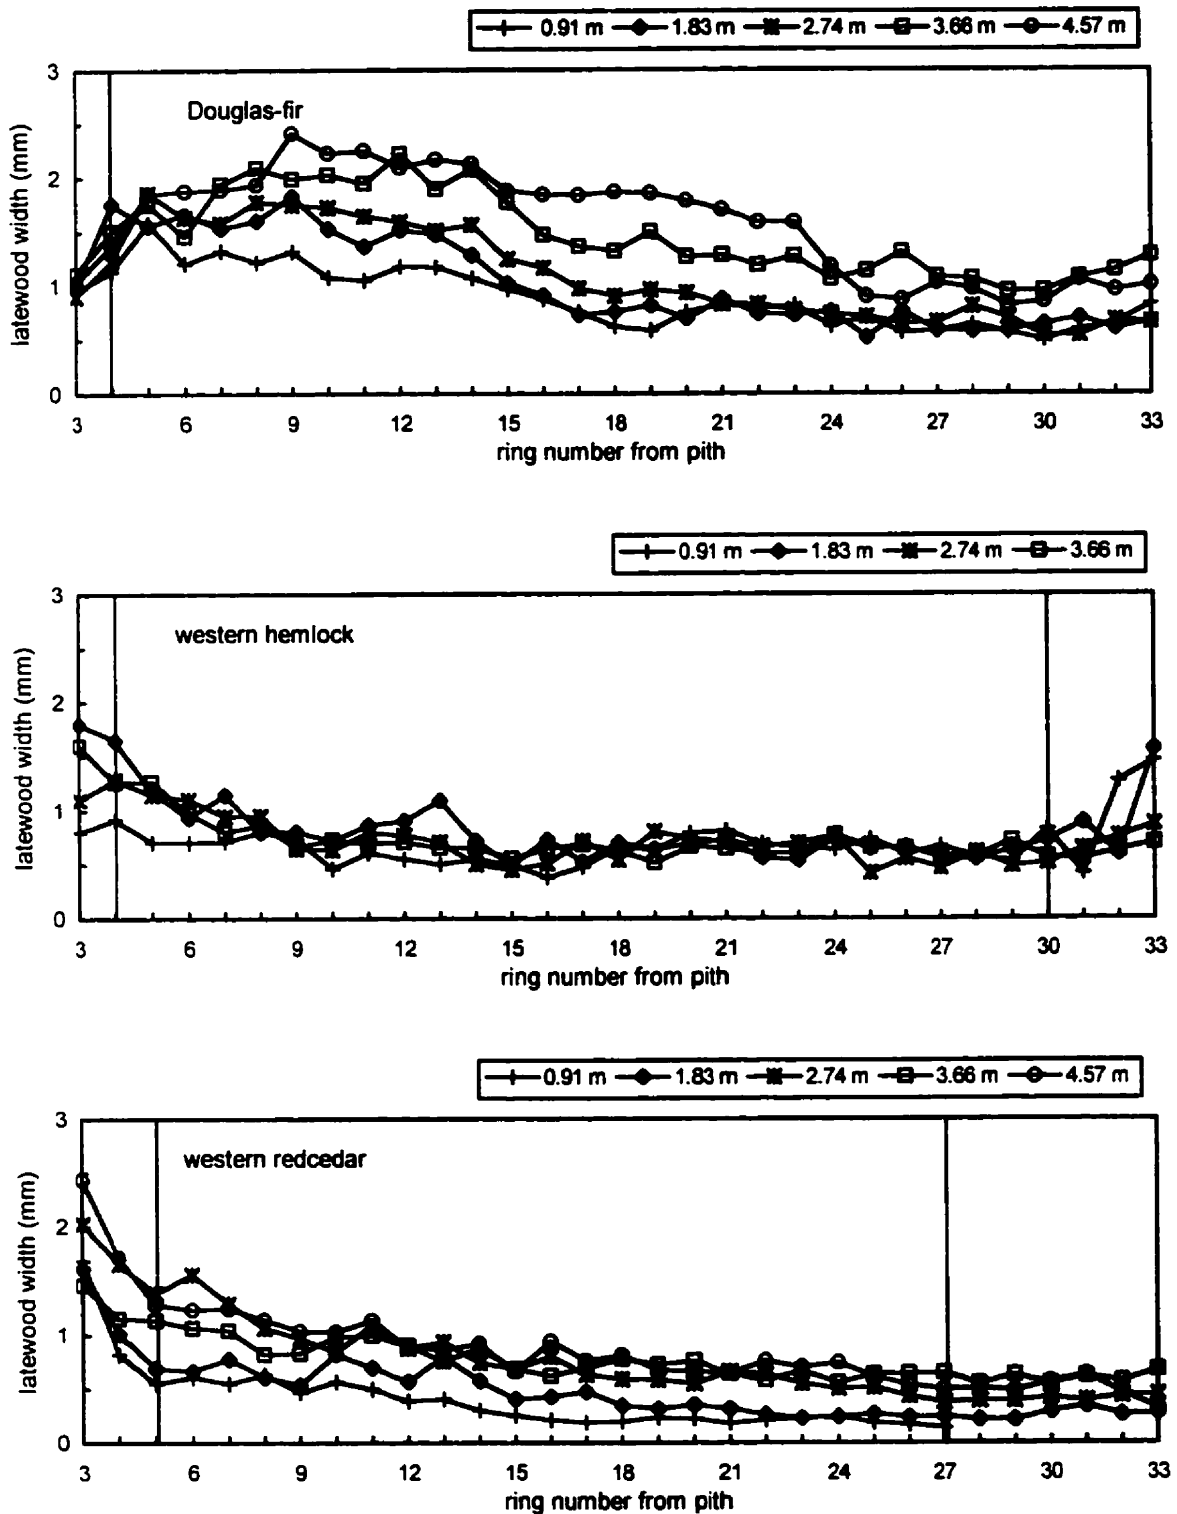 0.91 m 1.83 m 2.74 m 3.66 m 4.57 m
3
Douglas-fir
2
1
0
latewood width (mm)
3 6 9 12 15 18 21 24 27 30 33
ring number from pith
0.91 m 1.83 m 2.74 m 3.66 m
3
western hemlock
2
1
0
latewood width (mm)
3 6 9 12 15 18 21 24 27 30 33
ring number from pith
0.91 m 1.83 m 2.74 m 3.66 m 4.57 m
3
western redcedar
2
1
0
latewood width (mm)
3 6 9 12 15 18 21 24 27 30 33
ring number from pith